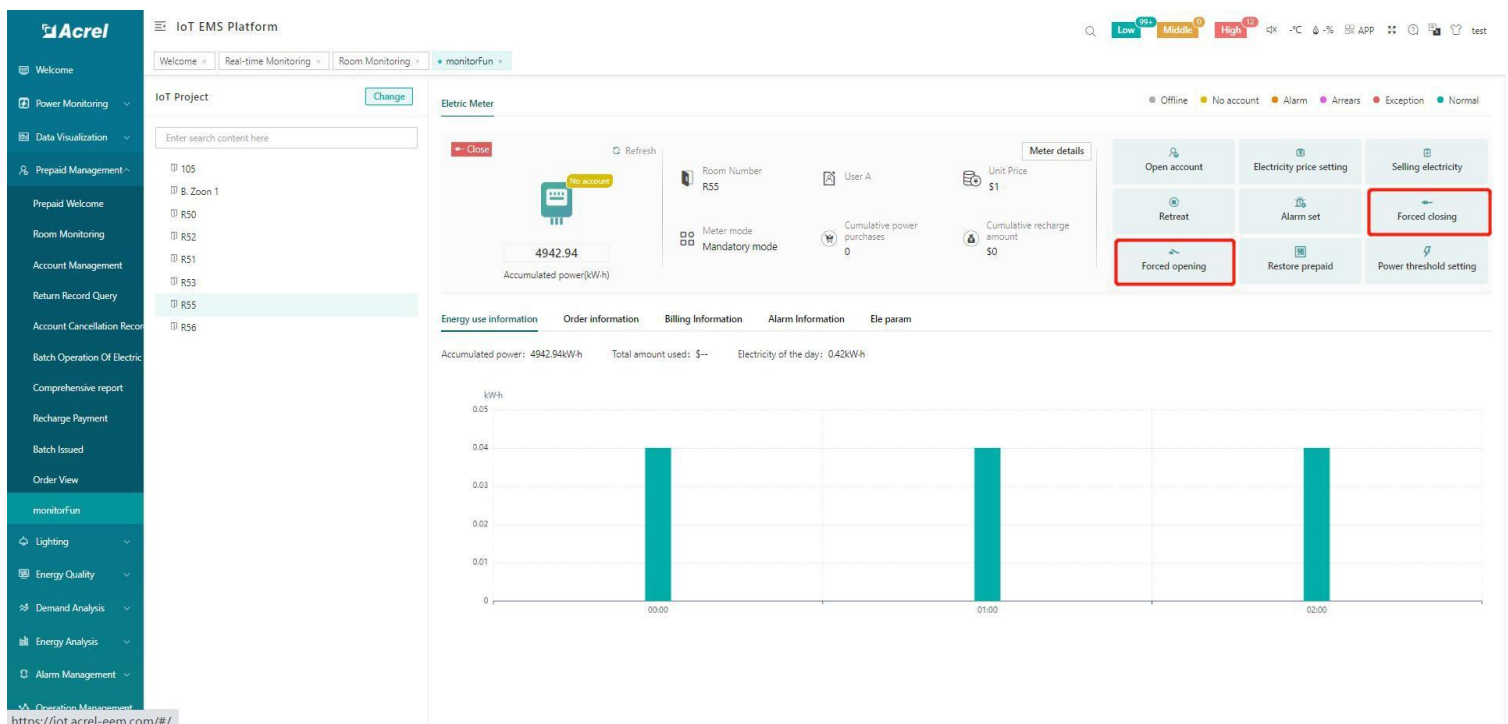 Acrel
IoT EMS Platform
Low 99+ Middle 0 High 12 -℃ -% APP test
Welcome × Real-time Monitoring × Room Monitoring × monitorFun ×
Welcome
Power Monitoring
Data Visualization
Prepaid Management
Prepaid Welcome
Room Monitoring
Account Management
Return Record Query
Account Cancellation Recor
Batch Operation Of Electric
Comprehensive report
Recharge Payment
Batch Issued
Order View
monitorFun
Lighting
Energy Quality
Demand Analysis
Energy Analysis
Alarm Management
Operation Management
https://iot.acrel-eem.com/#/
IoT Project Change
Enter search content here
105
B. Zoon 1
R50
R52
R51
R53
R55
R56
Eletric Meter
Offline No account Alarm Arrears Exception Normal
Close Refresh
No account
4942.94
Accumulated power(kW·h)
Meter details
Room Number
R55
User A
Unit Price
$1
Meter mode
Mandatory mode
Cumulative power
purchases
0
Cumulative recharge
amount
$0
Open account Electricity price setting Selling electricity
Retreat Alarm set Forced closing
Forced opening Restore prepaid Power threshold setting
Energy use information Order information Billing Information Alarm Information Ele param
Accumulated power: 4942.94kW·h Total amount used: $-- Electricity of the day: 0.42kW·h
kW·h
0.05
0.04
0.03
0.02
0.01
0
00:00 01:00 02:00